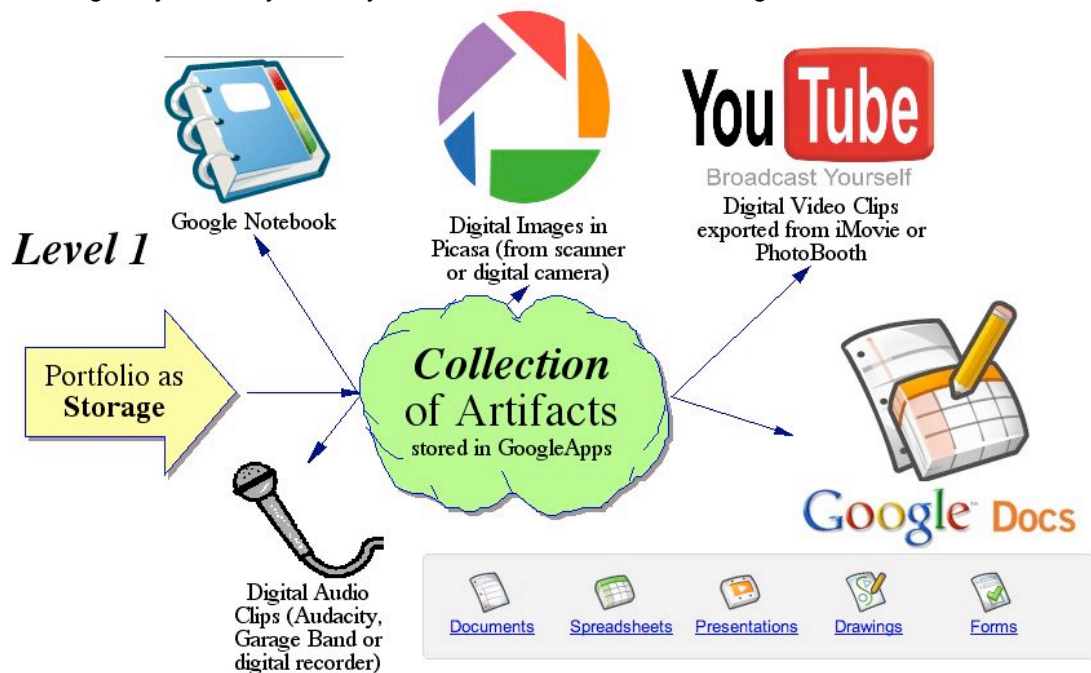 Google Notebook
Digital Images in
Picasa (from scanner
or digital camera)
You Tube
Broadcast Yourself
Digital Video Clips
exported from iMovie or
PhotoBooth
Level 1
Portfolio as
Storage
Collection
of Artifacts
stored in GoogleApps
Google Docs
Digital Audio
Clips (Audacity,
Garage Band or
digital recorder)
Documents
Spreadsheets
Presentations
Drawings
Forms